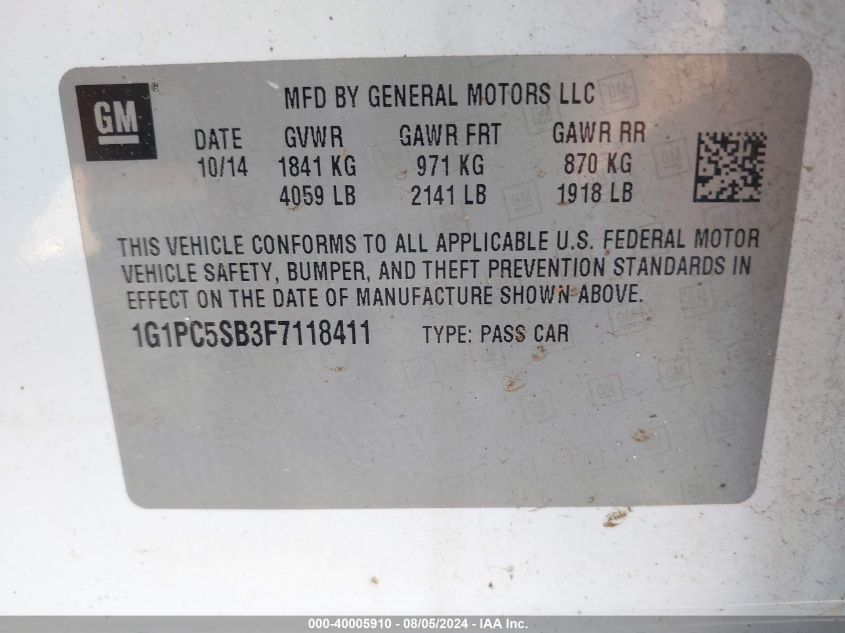 GM
MFD BY GENERAL MOTORS LLC
DATE GVWR GAWR FRT GAWR RR
10/14 1841 KG 971 KG 870 KG
4059 LB 2141 LB 1918 LB
THIS VEHICLE CONFORMS TO ALL APPLICABLE U.S. FEDERAL MOTOR
VEHICLE SAFETY, BUMPER, AND THEFT PREVENTION STANDARDS IN
EFFECT ON THE DATE OF MANUFACTURE SHOWN ABOVE.
1G1PC5SB3F7118411 TYPE: PASS CAR
000-40005910 - 08/05/2024 - IAA Inc.